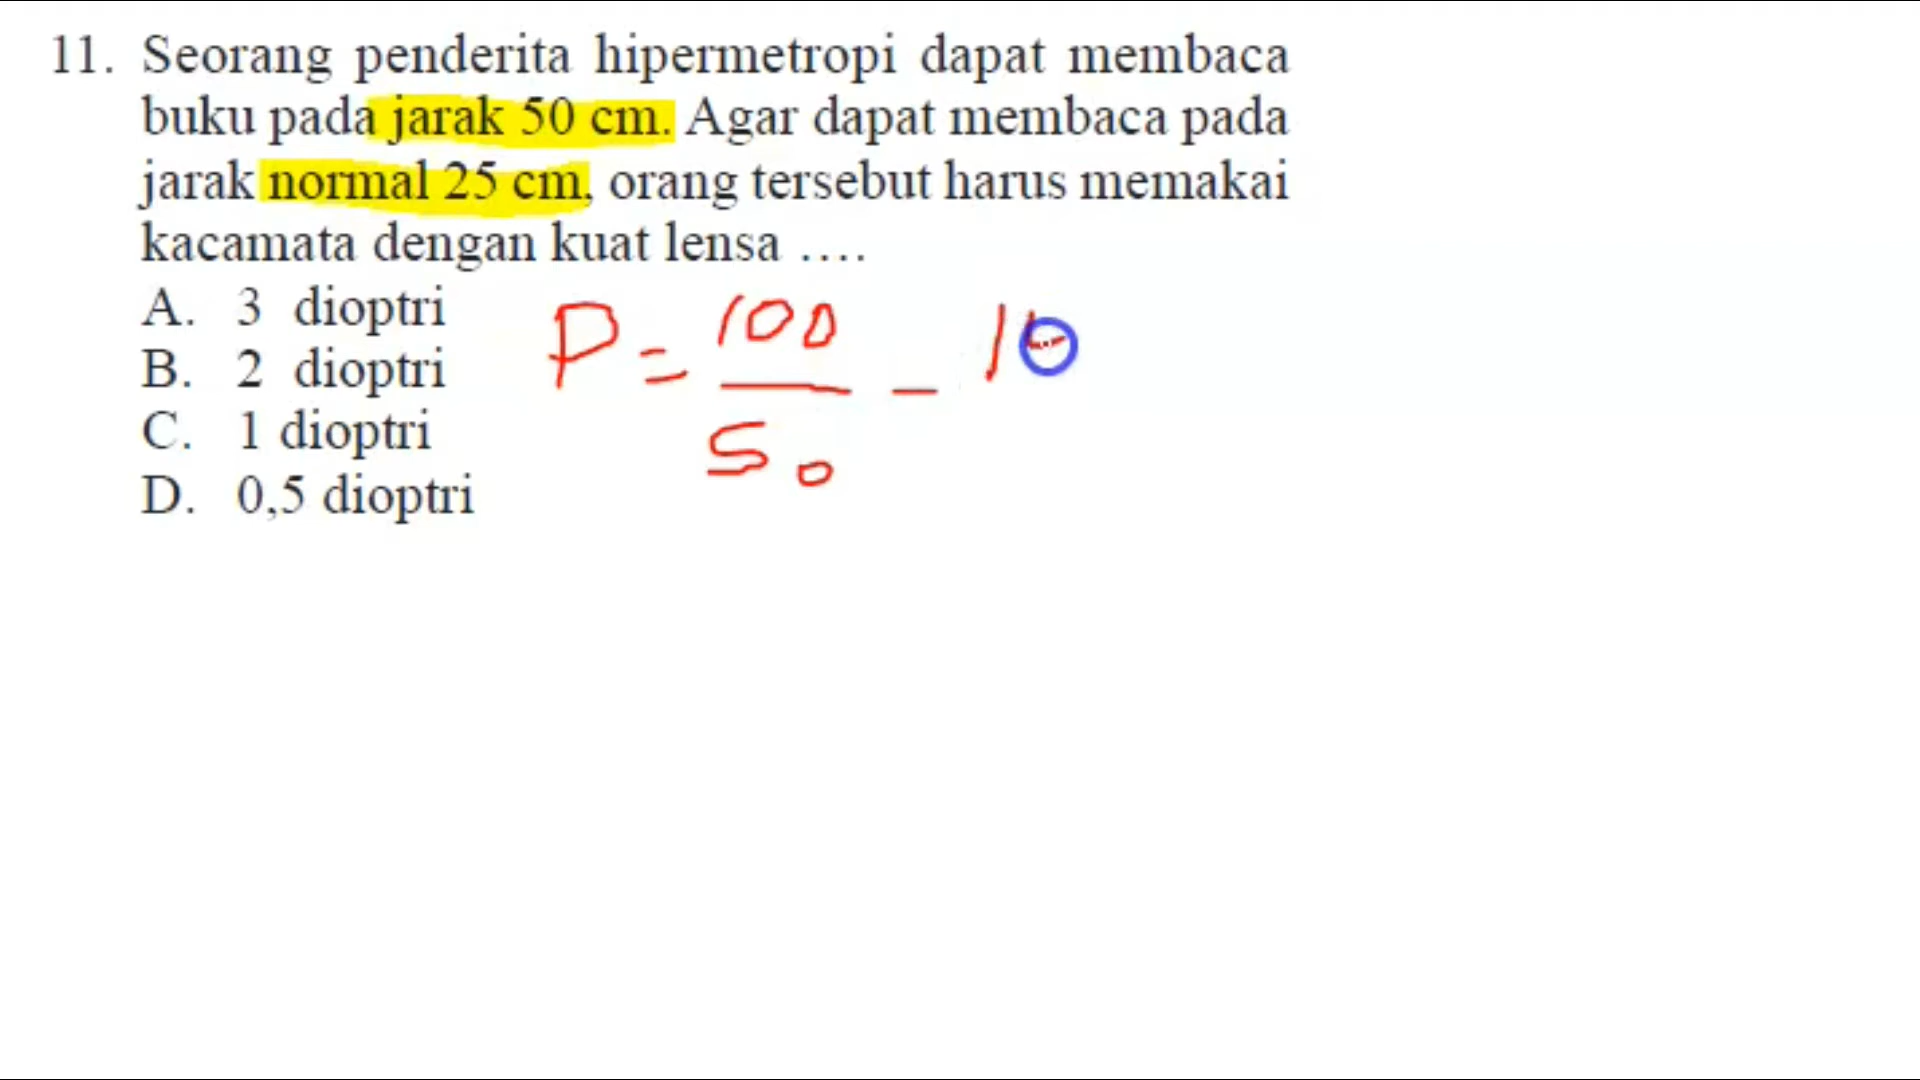 11. Seorang penderita hipermetropi dapat membaca
buku pada jarak 50 cm. Agar dapat membaca pada
jarak normal 25 cm, orang tersebut harus memakai
kacamata dengan kuat lensa ....
A. 3 dioptri
B. 2 dioptri
C. 1 dioptri
D. 0,5 dioptri
P = 100/50 - 10